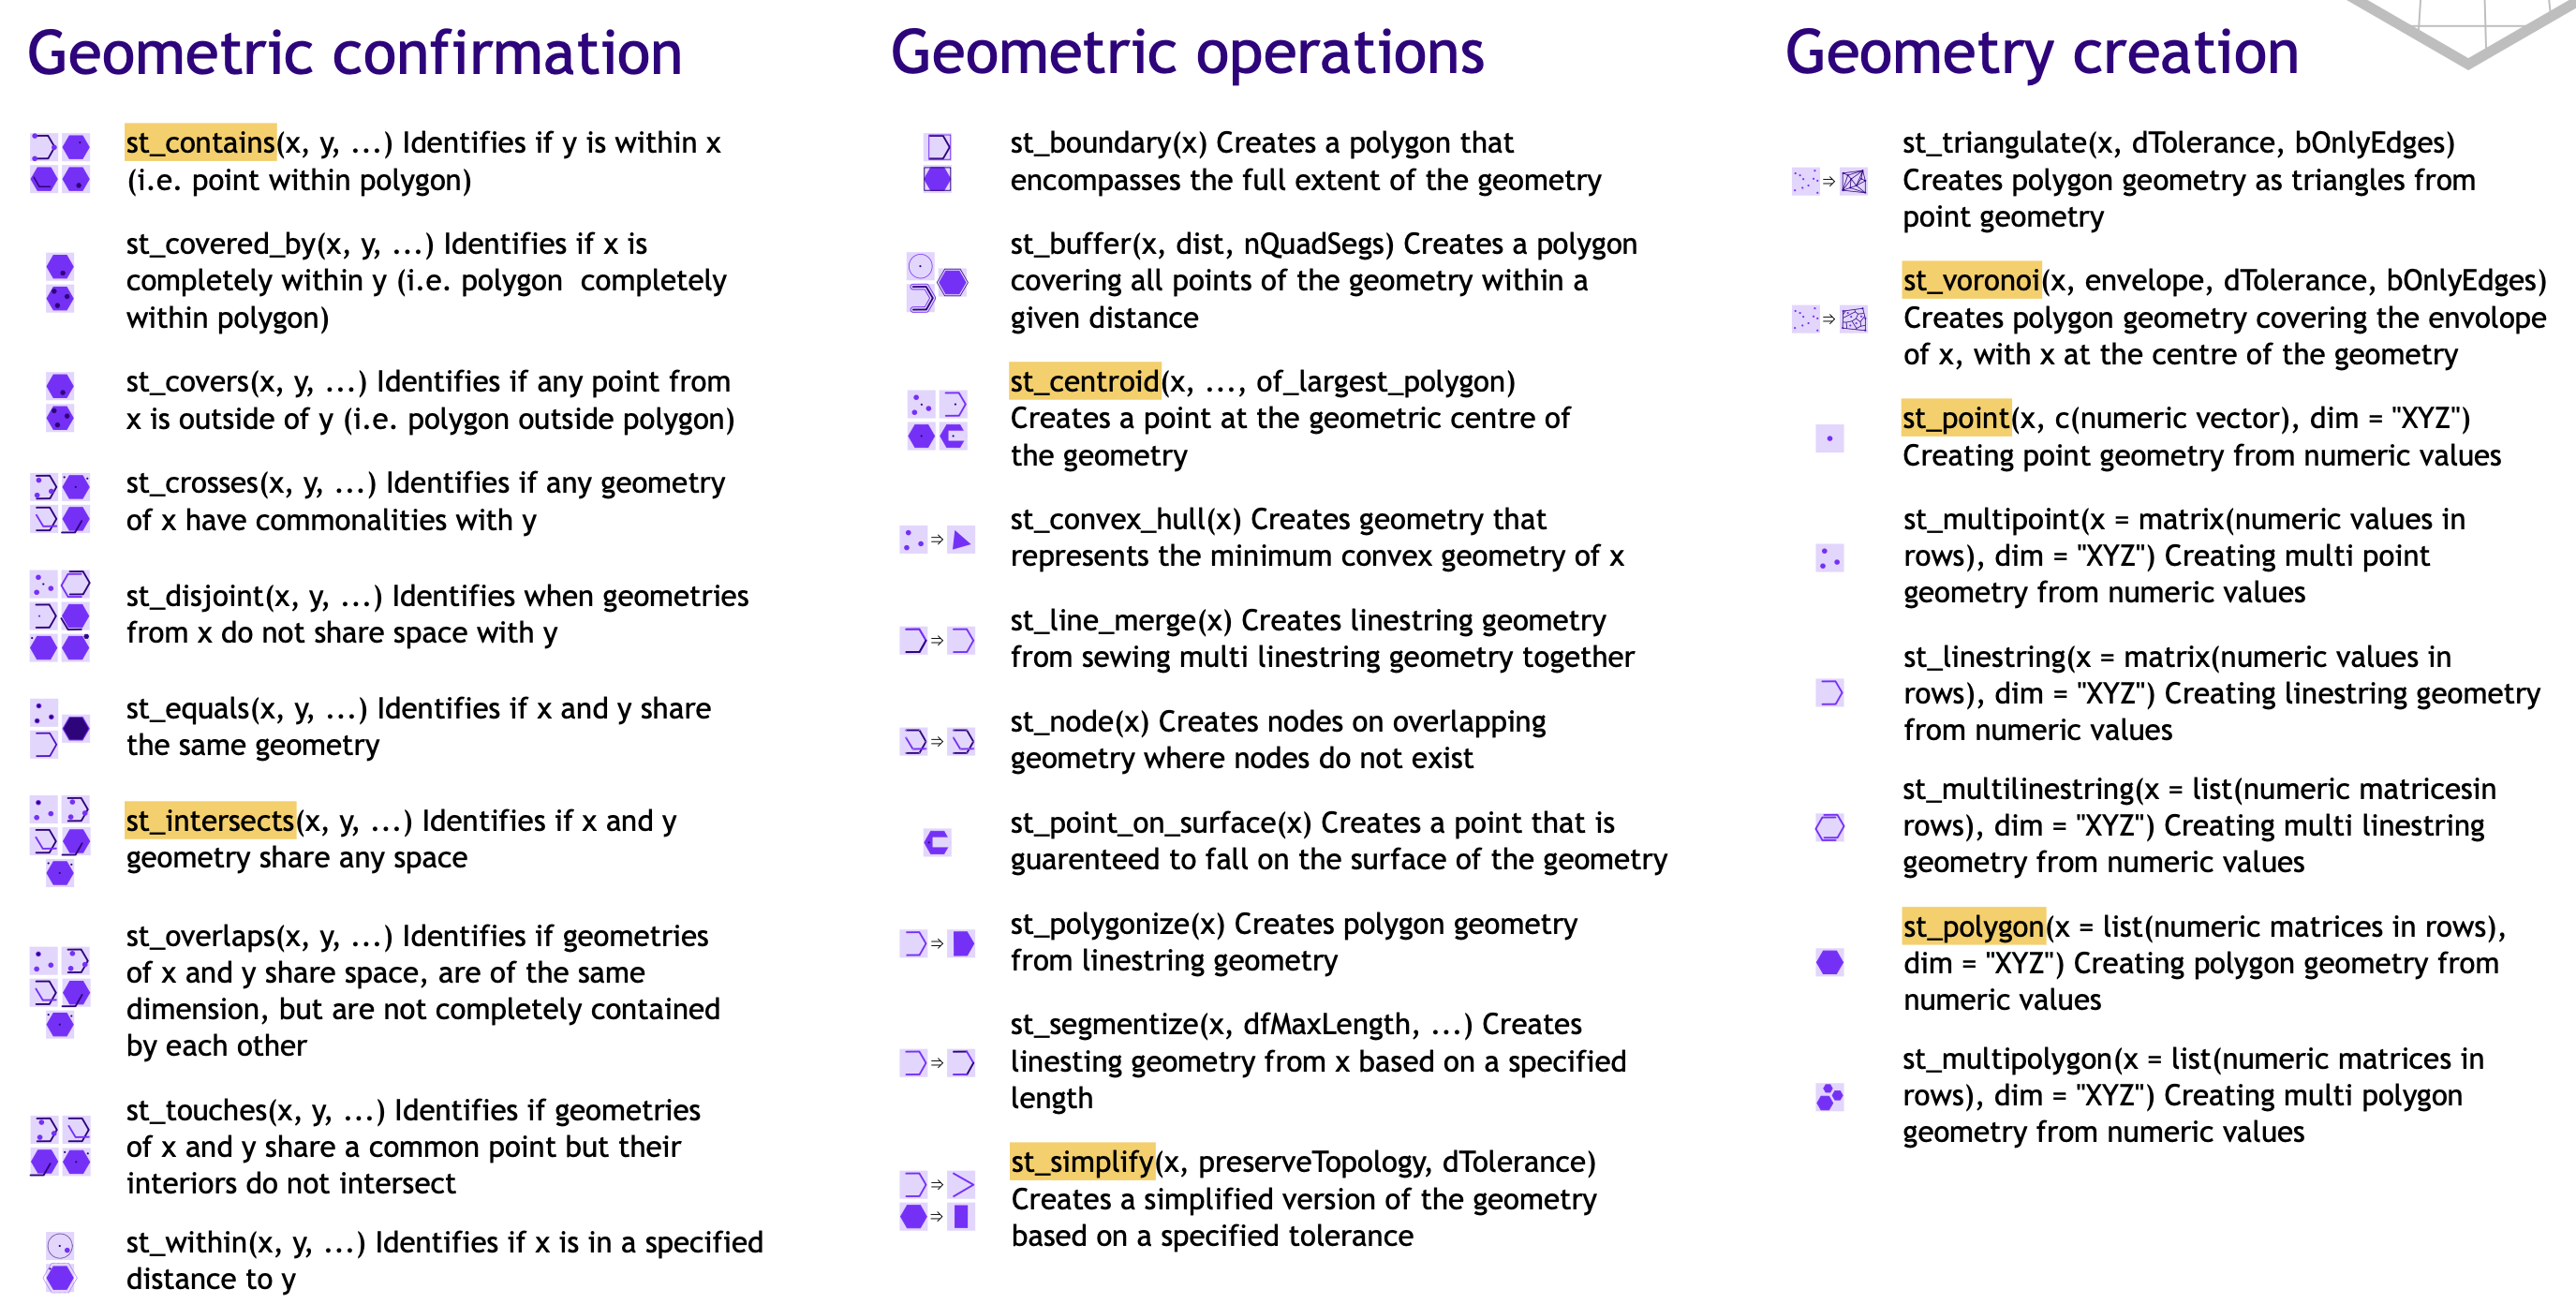 Geometric confirmation
st_contains(x, y, ...) Identifies if y is within x
(i.e. point within polygon)
st_covered_by(x, y, ...) Identifies if x is
completely within y (i.e. polygon  completely
within polygon)
st_covers(x, y, ...) Identifies if any point from
x is outside of y (i.e. polygon outside polygon)
st_crosses(x, y, ...) Identifies if any geometry
of x have commonalities with y
st_disjoint(x, y, ...) Identifies when geometries
from x do not share space with y
st_equals(x, y, ...) Identifies if x and y share
the same geometry
st_intersects(x, y, ...) Identifies if x and y
geometry share any space
st_overlaps(x, y, ...) Identifies if geometries
of x and y share space, are of the same
dimension, but are not completely contained
by each other
st_touches(x, y, ...) Identifies if geometries
of x and y share a common point but their
interiors do not intersect
st_within(x, y, ...) Identifies if x is in a specified
distance to y
Geometric operations
st_boundary(x) Creates a polygon that
encompasses the full extent of the geometry
st_buffer(x, dist, nQuadSegs) Creates a polygon
covering all points of the geometry within a
given distance
st_centroid(x, ..., of_largest_polygon)
Creates a point at the geometric centre of
the geometry
st_convex_hull(x) Creates geometry that
represents the minimum convex geometry of x
st_line_merge(x) Creates linestring geometry
from sewing multi linestring geometry together
st_node(x) Creates nodes on overlapping
geometry where nodes do not exist
st_point_on_surface(x) Creates a point that is
guarenteed to fall on the surface of the geometry
st_polygonize(x) Creates polygon geometry
from linestring geometry
st_segmentize(x, dfMaxLength, ...) Creates
linesting geometry from x based on a specified
length
st_simplify(x, preserveTopology, dTolerance)
Creates a simplified version of the geometry
based on a specified tolerance
Geometry creation
st_triangulate(x, dTolerance, bOnlyEdges)
Creates polygon geometry as triangles from
point geometry
st_voronoi(x, envelope, dTolerance, bOnlyEdges)
Creates polygon geometry covering the envolope
of x, with x at the centre of the geometry
st_point(x, c(numeric vector), dim = "XYZ")
Creating point geometry from numeric values
st_multipoint(x = matrix(numeric values in
rows), dim = "XYZ") Creating multi point
geometry from numeric values
st_linestring(x = matrix(numeric values in
rows), dim = "XYZ") Creating linestring geometry
from numeric values
st_multilinestring(x = list(numeric matricesin
rows), dim = "XYZ") Creating multi linestring
geometry from numeric values
st_polygon(x = list(numeric matrices in rows),
dim = "XYZ") Creating polygon geometry from
numeric values
st_multipolygon(x = list(numeric matrices in
rows), dim = "XYZ") Creating multi polygon
geometry from numeric values